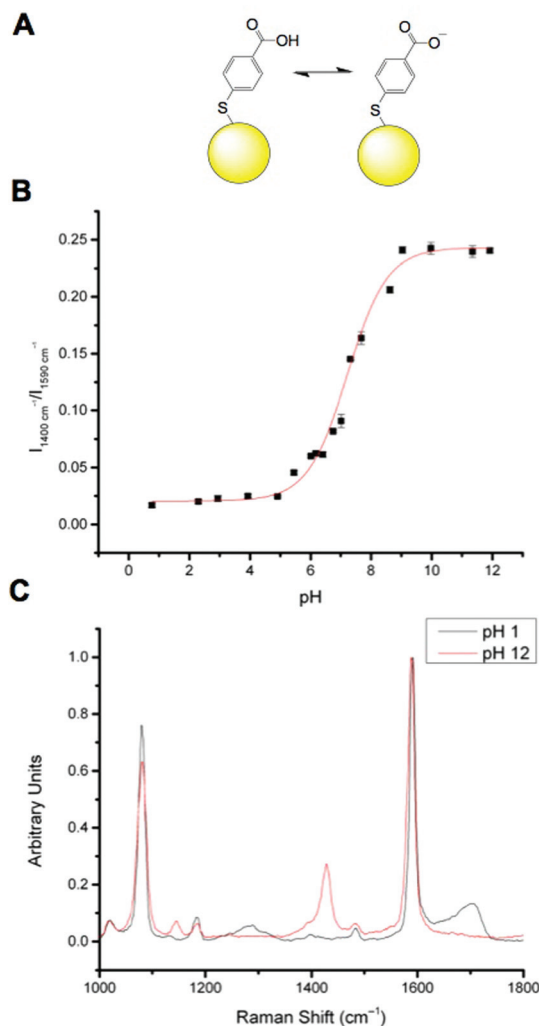 A
O
OH
S
O
O⁻
S
B
I₁₄₀₀ cm⁻¹/I₁₅₉₀ cm⁻¹
0.25
0.20
0.15
0.10
0.05
0.00
0 2 4 6 8 10 12
pH
C
pH 1
pH 12
Arbitrary Units
1.0
0.8
0.6
0.4
0.2
0.0
1000 1200 1400 1600 1800
Raman Shift (cm⁻¹)